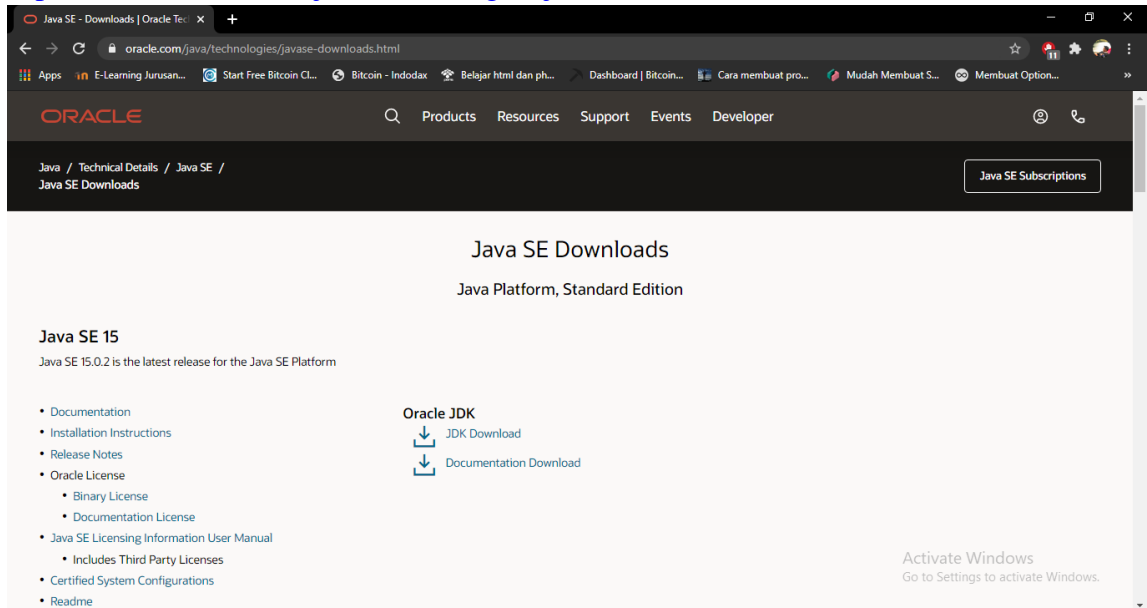 Java SE - Downloads | Oracle Tec
oracle.com/java/technologies/javase-downloads.html
11
Apps
E-Learning Jurusan...
Start Free Bitcoin Cl...
Bitcoin - Indodax
Belajar html dan ph...
Dashboard | Bitcoin...
Cara membuat pro...
Mudah Membuat S...
Membuat Option...
»
ORACLE
Products Resources Support Events Developer
Java / Technical Details / Java SE /
Java SE Downloads
Java SE Subscriptions
Java SE Downloads
Java Platform, Standard Edition
Java SE 15
Java SE 15.0.2 is the latest release for the Java SE Platform
• Documentation
• Installation Instructions
• Release Notes
• Oracle License
• Binary License
• Documentation License
• Java SE Licensing Information User Manual
• Includes Third Party Licenses
• Certified System Configurations
• Readme
Oracle JDK
JDK Download
Documentation Download
Activate Windows
Go to Settings to activate Windows.